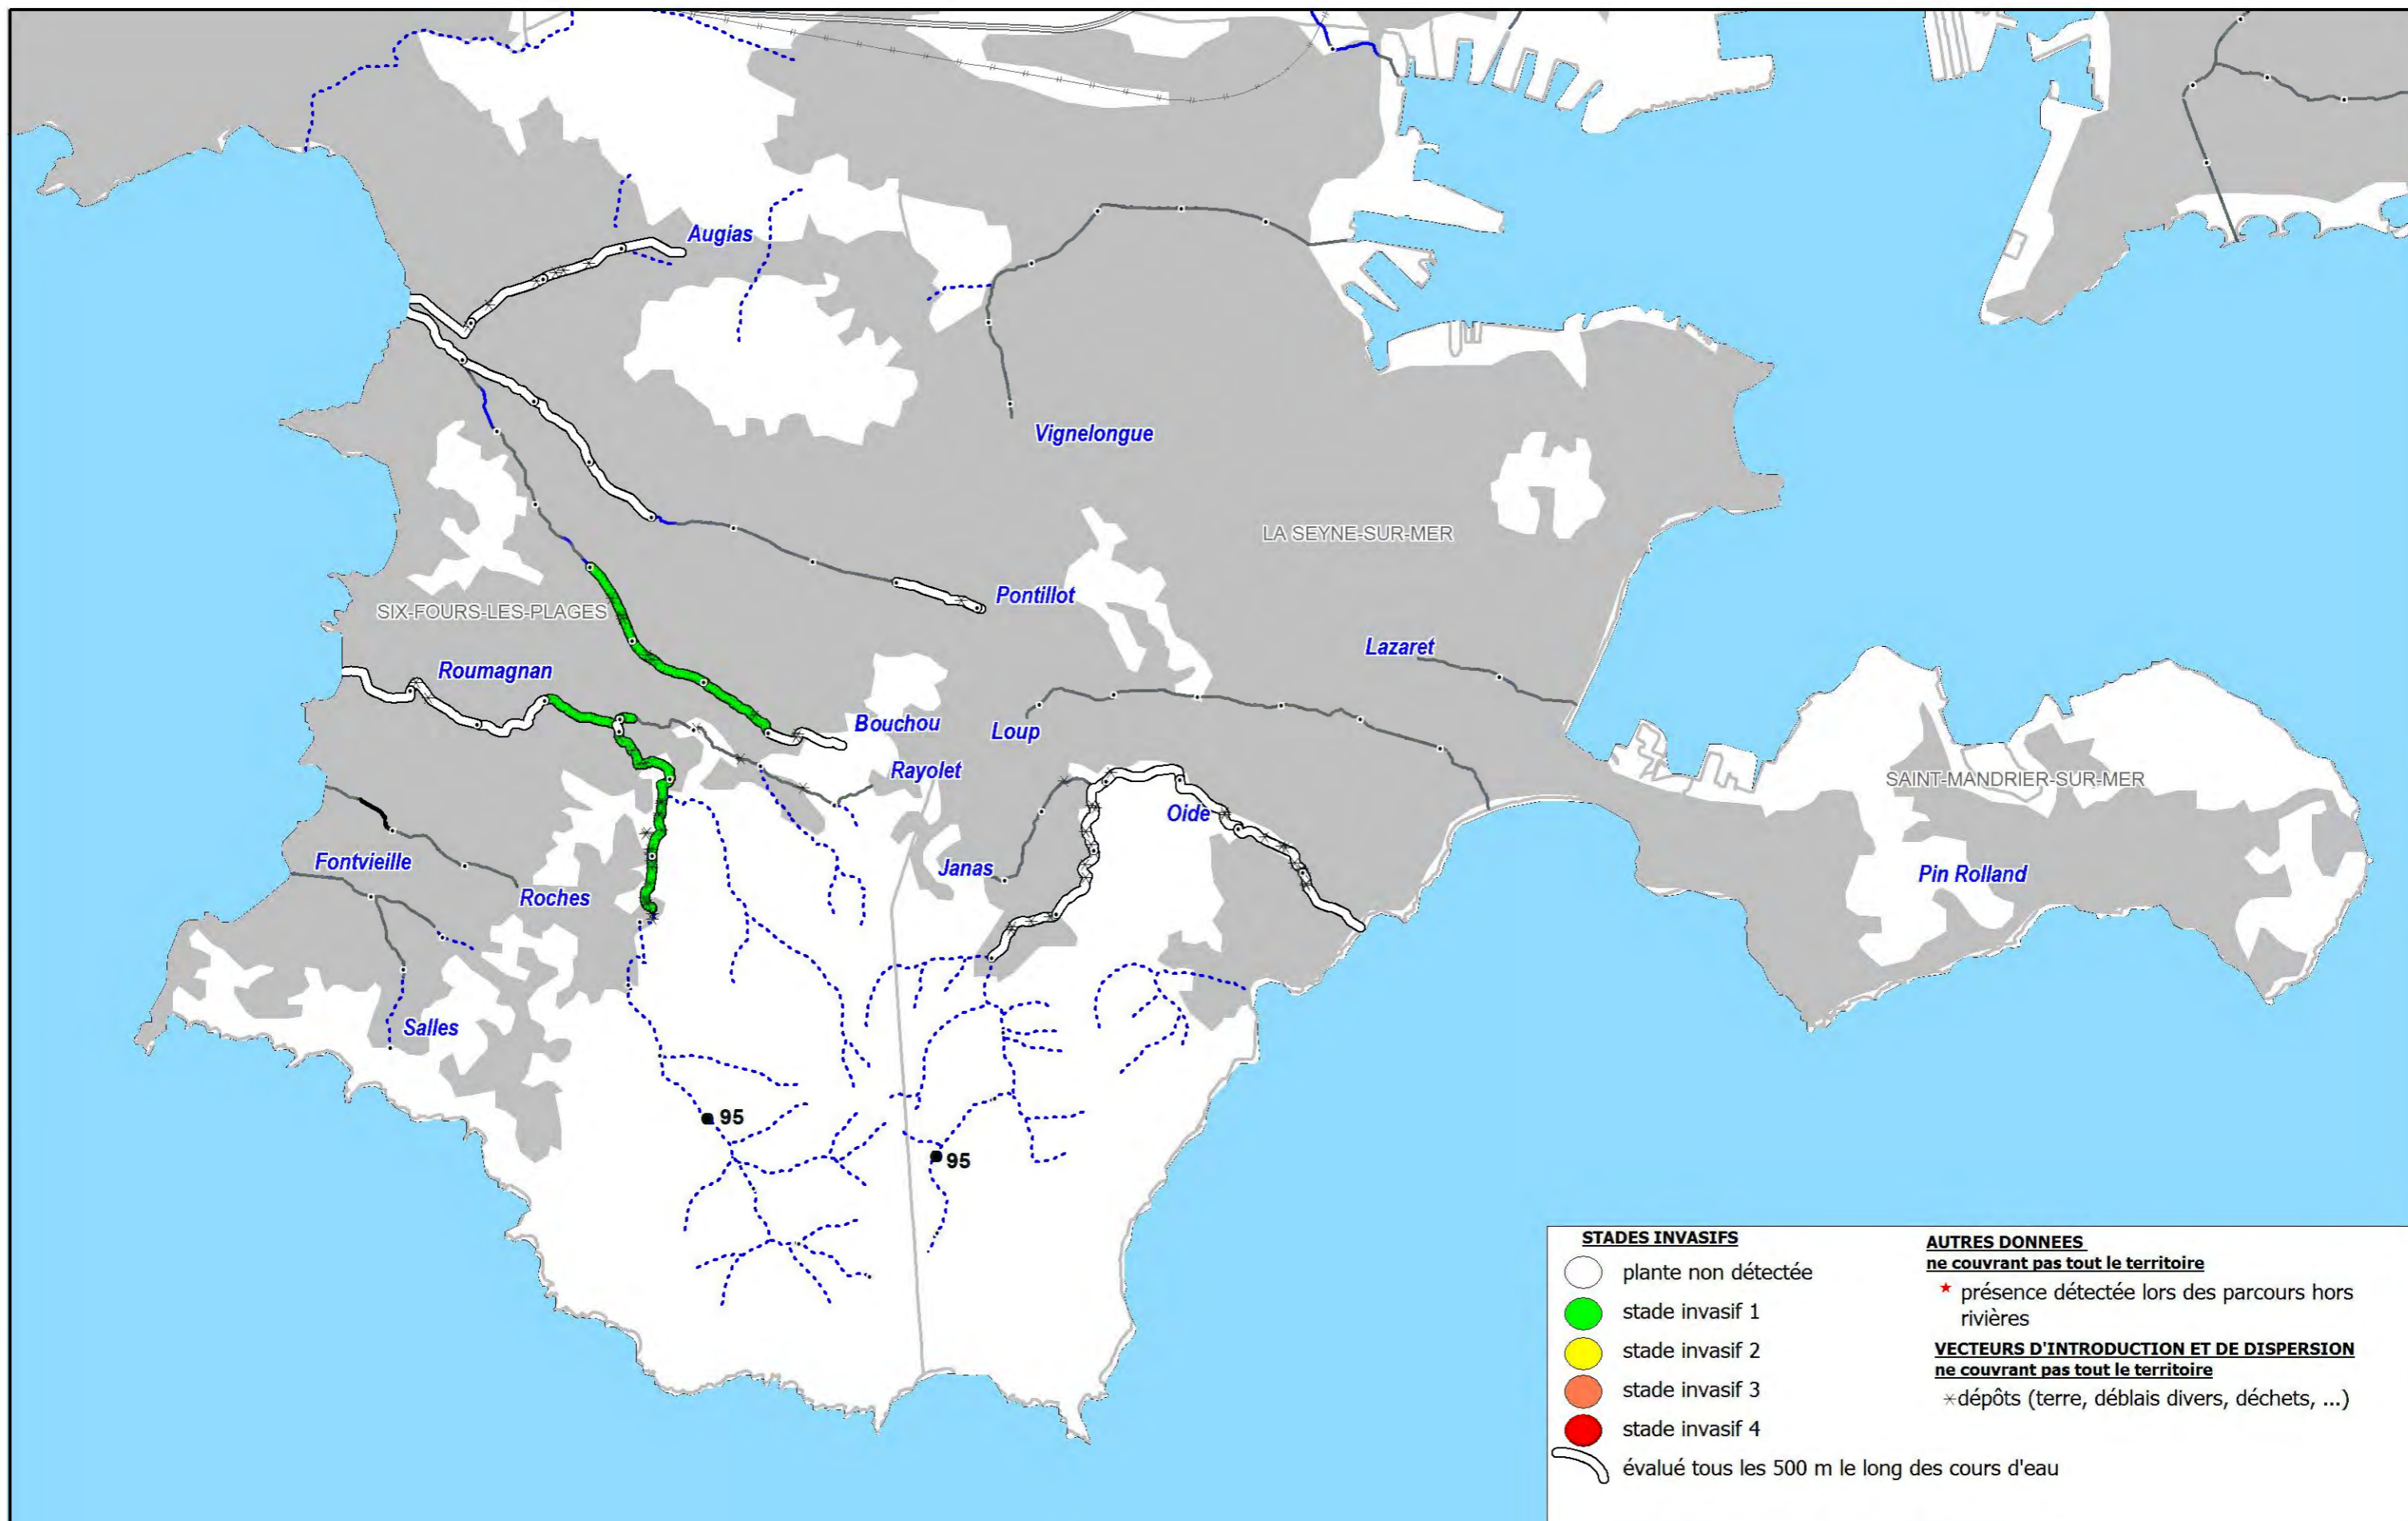 Augias
Vignelongue
LA SEYNE-SUR-MER
Pontillot
SIX-FOURS-LES-PLAGES
Lazaret
Roumagnan
Bouchou
Loup
Rayolet
SAINT-MANDRIER-SUR-MER
Oide
Fontvieille
Janas
Pin Rolland
Roches
Salles
95
95
STADES INVASIFS
plante non détectée
stade invasif 1
stade invasif 2
stade invasif 3
stade invasif 4
évalué tous les 500 m le long des cours d'eau
AUTRES DONNEES
ne couvrant pas tout le territoire
présence détectée lors des parcours hors
rivières
VECTEURS D'INTRODUCTION ET DE DISPERSION
ne couvrant pas tout le territoire
dépôts (terre, déblais divers, déchets, ...)